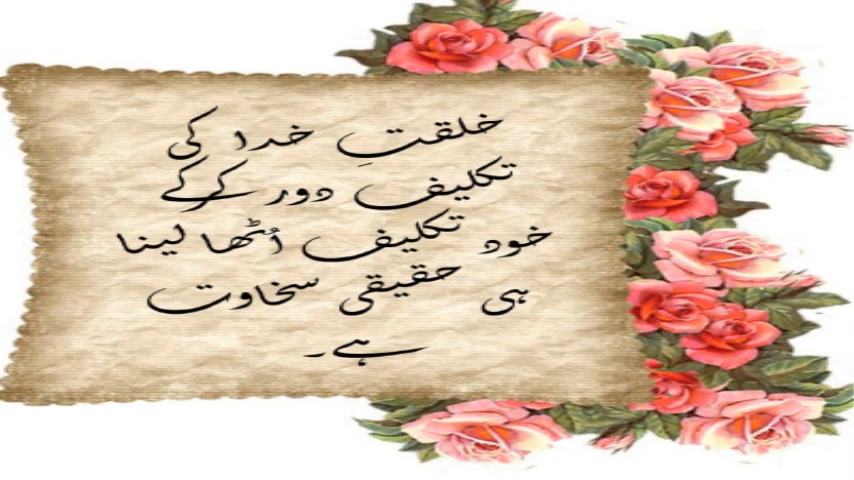 خلقتِ خدا کی
تکلیف دور کرکے
خود تکلیف اُٹھا لینا
ہی حقیقی سخاوت
ہے۔